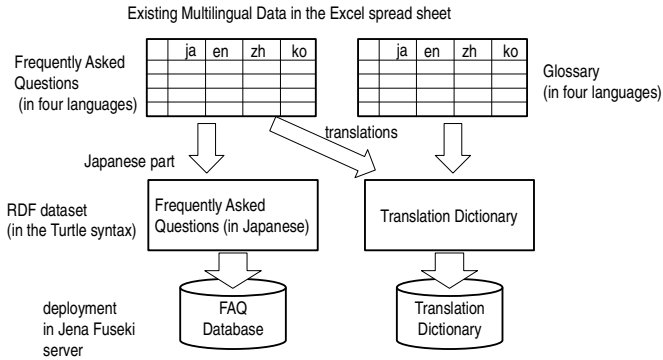 Existing Multilingual Data in the Excel spread sheet
ja en zh ko
ja en zh ko
Frequently Asked
Questions
(in four languages)
Glossary
(in four languages)
translations
Japanese part
RDF dataset
(in the Turtle syntax)
Frequently Asked
Questions (in Japanese)
Translation Dictionary
deployment
in Jena Fuseki
server
FAQ
Database
Translation
Dictionary